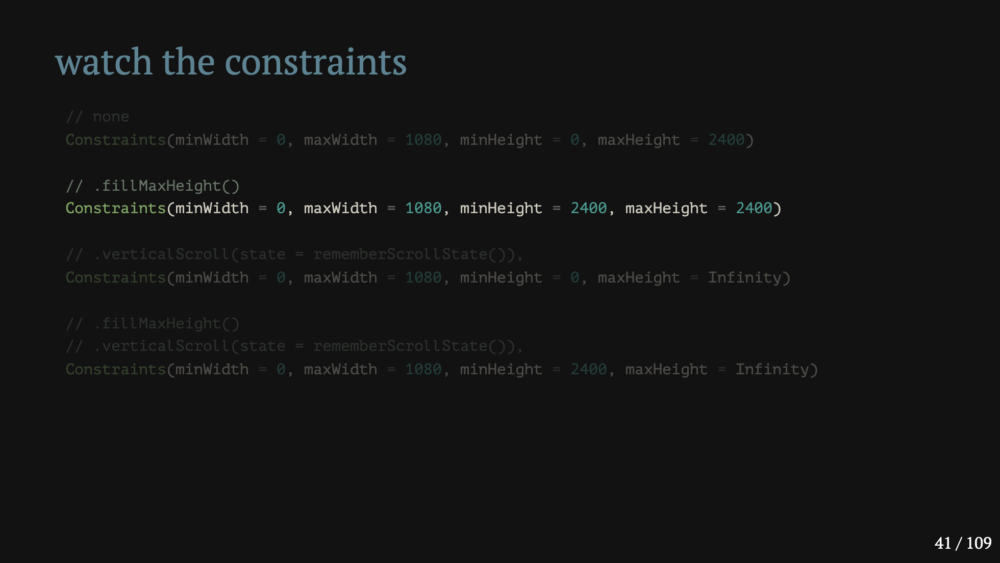 watch the constraints
// none
Constraints(minWidth = 0, maxWidth = 1080, minHeight = 0, maxHeight = 2400)
// .fillMaxHeight()
Constraints(minWidth = 0, maxWidth = 1080, minHeight = 2400, maxHeight = 2400)
// .verticalScroll(state = rememberScrollState()),
Constraints(minWidth = 0, maxWidth = 1080, minHeight = 0, maxHeight = Infinity)
// .fillMaxHeight()
// .verticalScroll(state = rememberScrollState()),
Constraints(minWidth = 0, maxWidth = 1080, minHeight = 2400, maxHeight = Infinity)
41 / 109